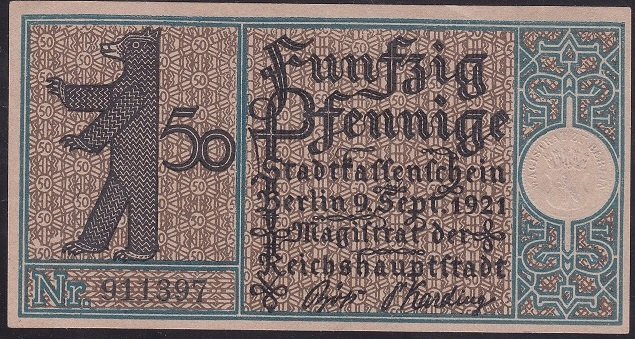 50
Funfzig
Pfennige
Stadtkassenschein
Berlin 9. Sept. 1921
Magistrat der
Reichshauptstadt
Nr. 911397